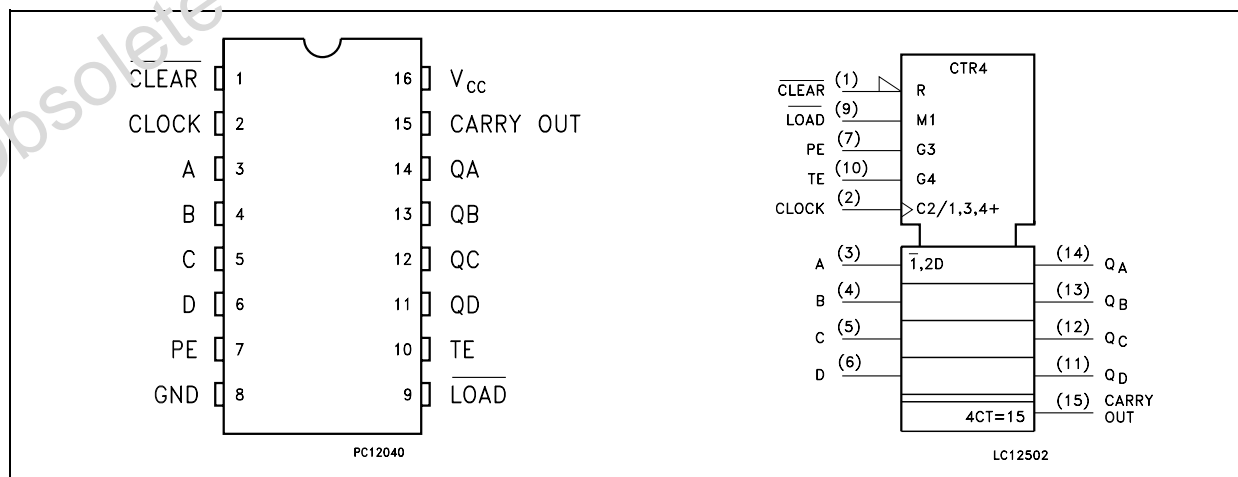 Obsolete
CLEAR 1 16 VCC
CLOCK 2 15 CARRY OUT
A 3 14 QA
B 4 13 QB
C 5 12 QC
D 6 11 QD
PE 7 10 TE
GND 8 9 LOAD
PC12040
CTR4
CLEAR (1) R
LOAD (9) M1
PE (7) G3
TE (10) G4
CLOCK (2) C2/1,3,4+
A (3) 1,2D (14) QA
B (4) (13) QB
C (5) (12) QC
D (6) (11) QD
4CT=15 (15) CARRY
OUT
LC12502